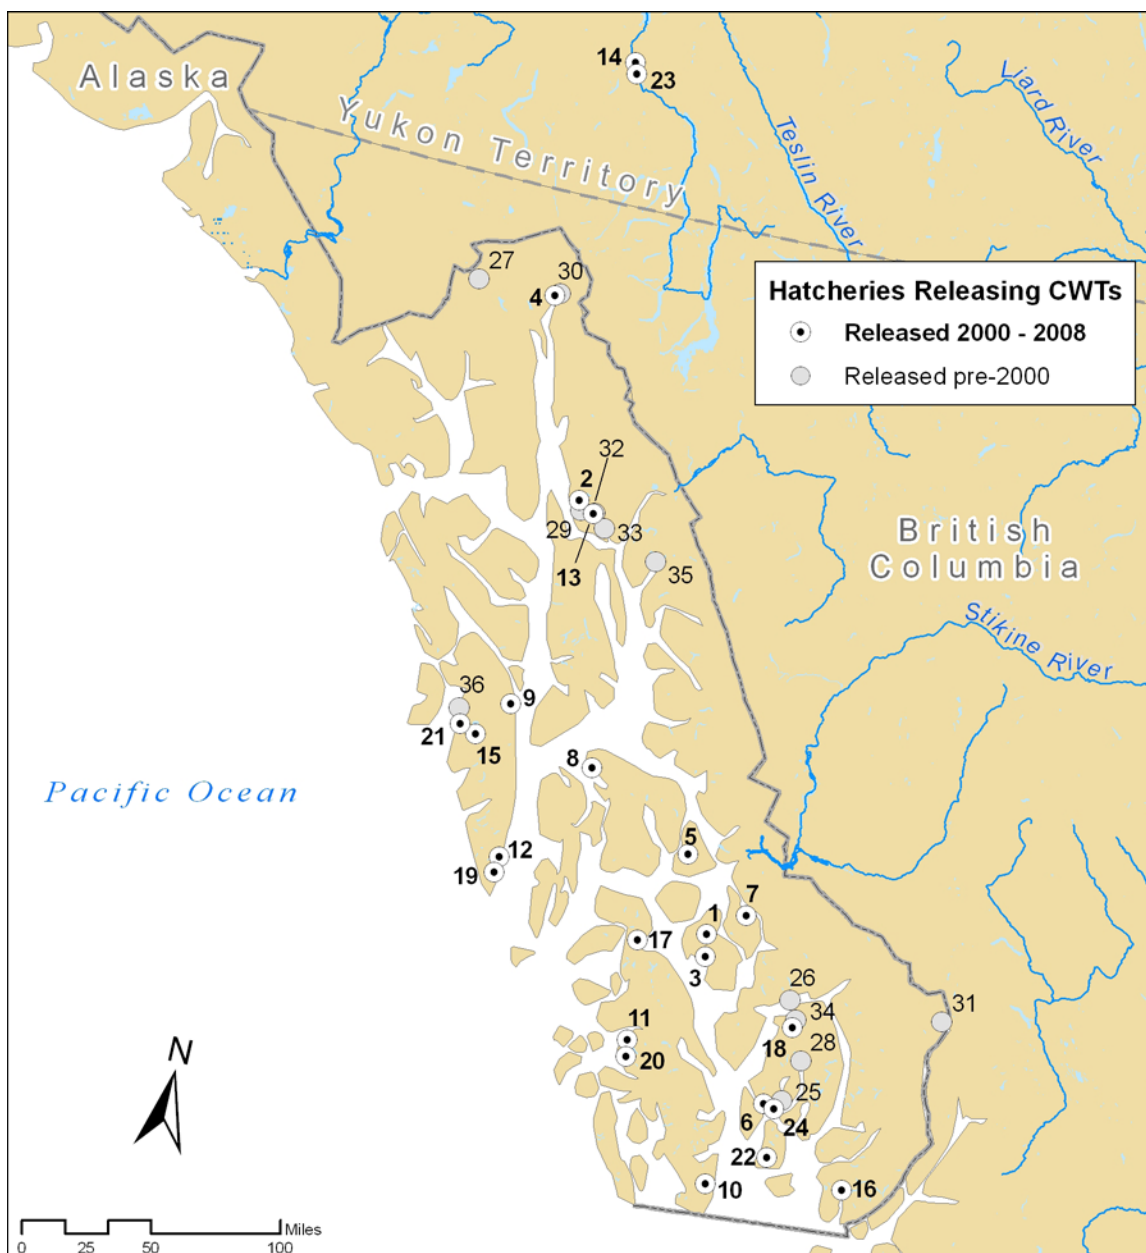 14
23
Alaska
Yukon Territory
Teslin River
Liard River
27
30
4
Hatcheries Releasing CWTs
Released 2000 - 2008
Released pre-2000
32
2
29
33
13
35
British
Columbia
Stikine River
36
9
21
15
8
Pacific Ocean
5
12
19
7
1
17
3
26
31
34
11
18
28
20
25
6
24
N
22
10
16
Miles
0 25 50 100